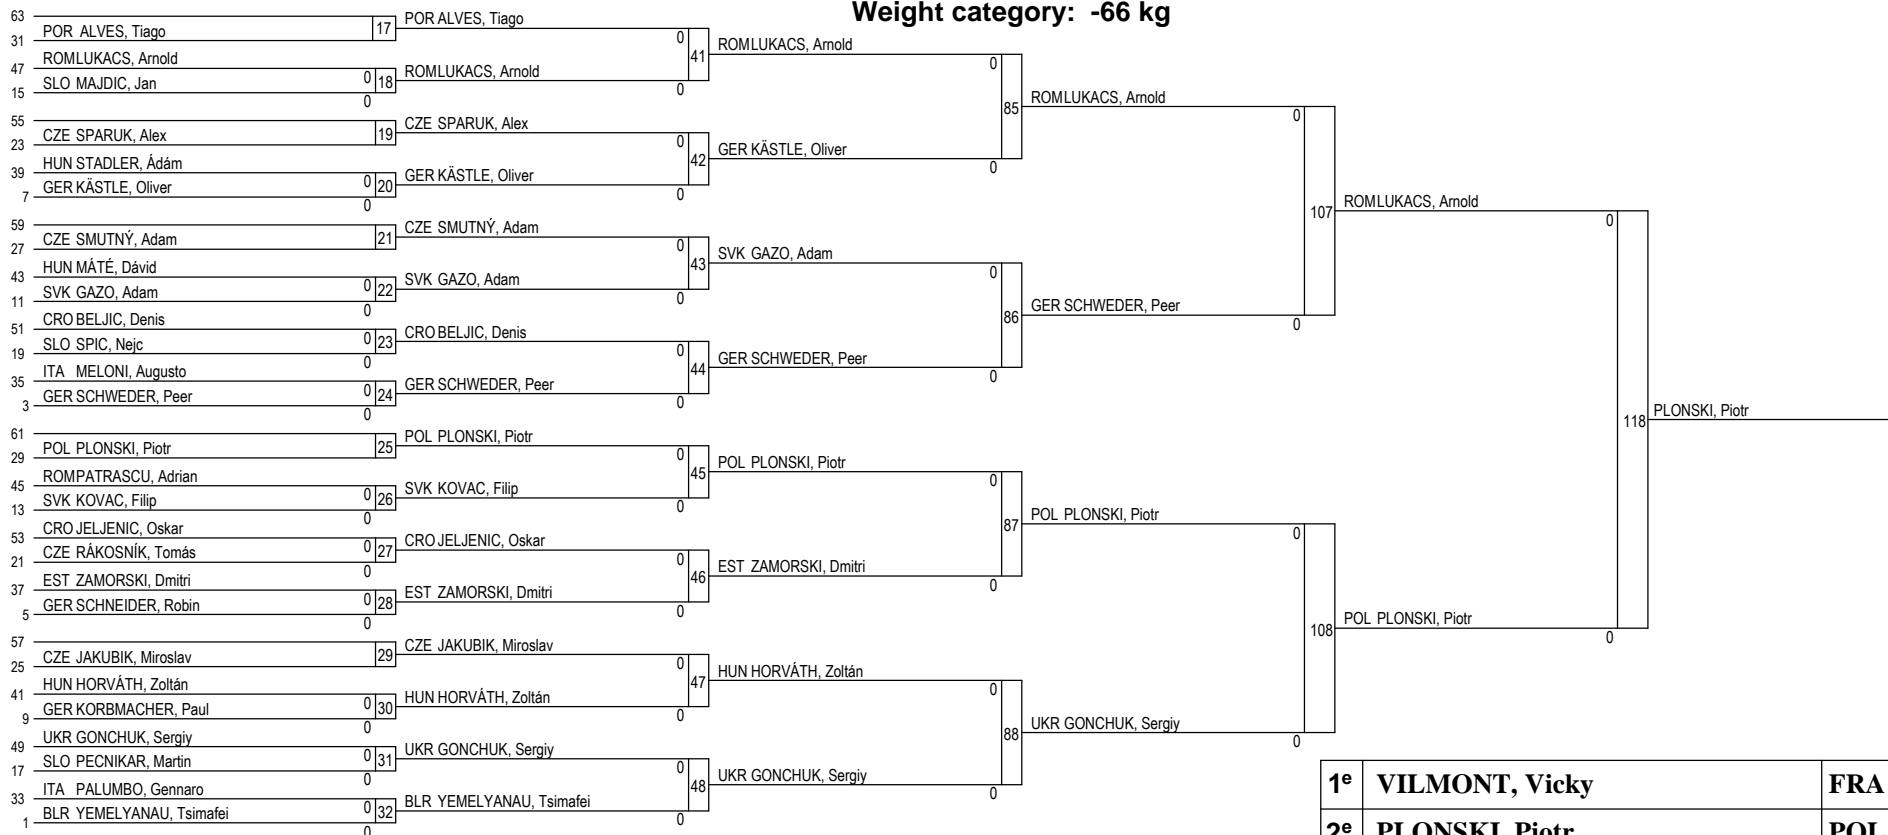 Weight category: -66 kg
63
POR ALVES, Tiago
31
17
ROMLUKACS, Arnold
47
0
18
SLO MAJDIC, Jan
15
0
55
CZE SPARUK, Alex
23
19
HUN STADLER, Ádám
39
0
20
GER KÄSTLE, Oliver
7
0
59
CZE SMUTNÝ, Adam
27
21
HUN MÁTÉ, Dávid
43
0
22
SVK GAZO, Adam
11
0
CRO BELJIC, Denis
51
0
23
SLO SPIC, Nejc
19
0
ITA MELONI, Augusto
35
0
24
GER SCHWEDER, Peer
3
0
61
POL PLONSKI, Piotr
29
25
ROMPATRASCU, Adrian
45
0
26
SVK KOVAC, Filip
13
0
CRO JELJENIC, Oskar
53
0
27
CZE RÁKOSNÍK, Tomás
21
0
EST ZAMORSKI, Dmitri
37
0
28
GER SCHNEIDER, Robin
5
0
57
CZE JAKUBIK, Miroslav
25
29
HUN HORVÁTH, Zoltán
41
0
30
GER KORBMACHER, Paul
9
0
UKR GONCHUK, Sergiy
49
0
31
SLO PECNIKAR, Martin
17
0
ITA PALUMBO, Gennaro
33
0
32
BLR YEMELYANAU, Tsimafei
1
0
POR ALVES, Tiago
0
41
ROMLUKACS, Arnold
0
CZE SPARUK, Alex
0
42
GER KÄSTLE, Oliver
0
CZE SMUTNÝ, Adam
0
43
SVK GAZO, Adam
0
CRO BELJIC, Denis
0
44
GER SCHWEDER, Peer
0
POL PLONSKI, Piotr
0
45
SVK KOVAC, Filip
0
CRO JELJENIC, Oskar
0
46
EST ZAMORSKI, Dmitri
0
CZE JAKUBIK, Miroslav
0
47
HUN HORVÁTH, Zoltán
0
UKR GONCHUK, Sergiy
0
48
BLR YEMELYANAU, Tsimafei
0
ROMLUKACS, Arnold
0
85
GER KÄSTLE, Oliver
0
SVK GAZO, Adam
0
86
GER SCHWEDER, Peer
0
POL PLONSKI, Piotr
0
87
EST ZAMORSKI, Dmitri
0
HUN HORVÁTH, Zoltán
0
88
UKR GONCHUK, Sergiy
0
ROMLUKACS, Arnold
0
107
GER SCHWEDER, Peer
0
POL PLONSKI, Piotr
0
108
UKR GONCHUK, Sergiy
0
ROMLUKACS, Arnold
0
118
POL PLONSKI, Piotr
0
PLONSKI, Piotr
1e VILMONT, Vicky FRA
2e PLONSKI, Piotr POL